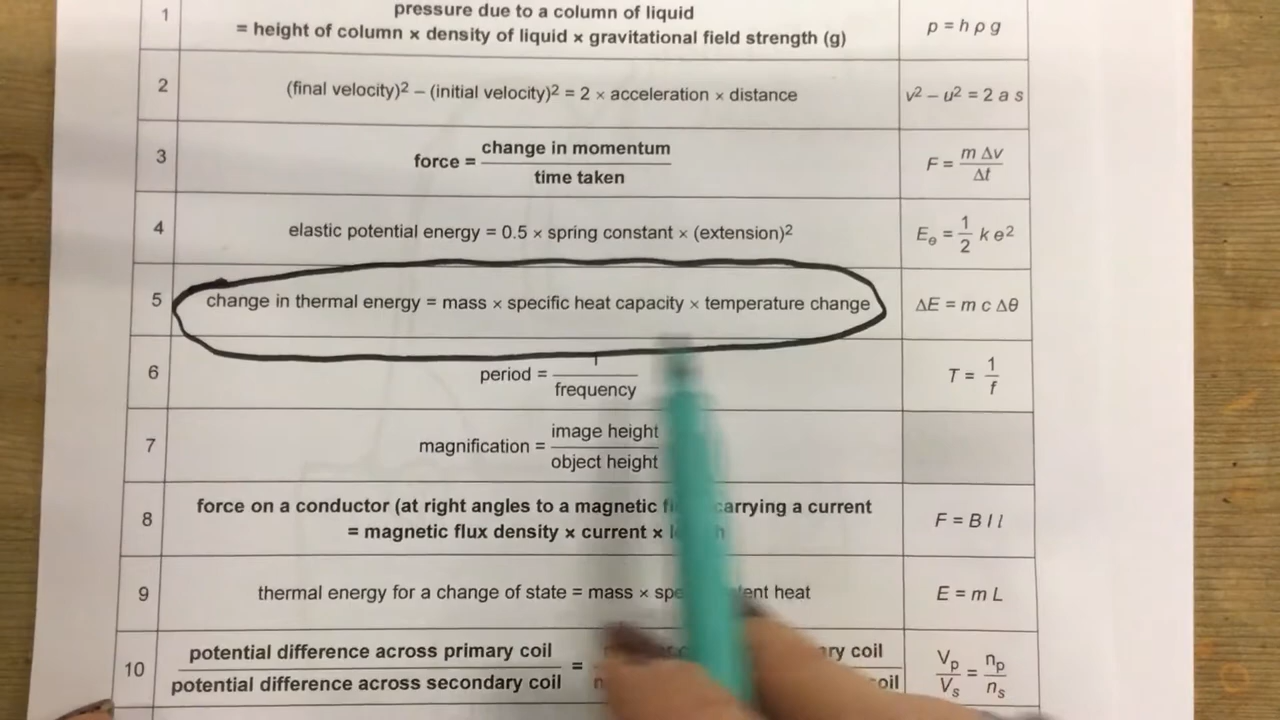 1 pressure due to a column of liquid
= height of column × density of liquid × gravitational field strength (g) p = h ρ g
2 (final velocity)² – (initial velocity)² = 2 × acceleration × distance v² – u² = 2 a s
3 force = change in momentum F = m Δv
time taken Δt
4 elastic potential energy = 0.5 × spring constant × (extension)² Eₑ = 1 k e²
2
5 change in thermal energy = mass × specific heat capacity × temperature change ΔE = m c Δθ
6 period = T = 1
frequency f
7 magnification = image height
object height
8 force on a conductor (at right angles to a magnetic carrying a current
= magnetic flux density × current × F = B I l
9 thermal energy for a change of state = mass × heat E = m L
10 potential difference across primary coil = coil Vₚ = nₚ
potential difference across secondary coil coil Vₛ nₛ